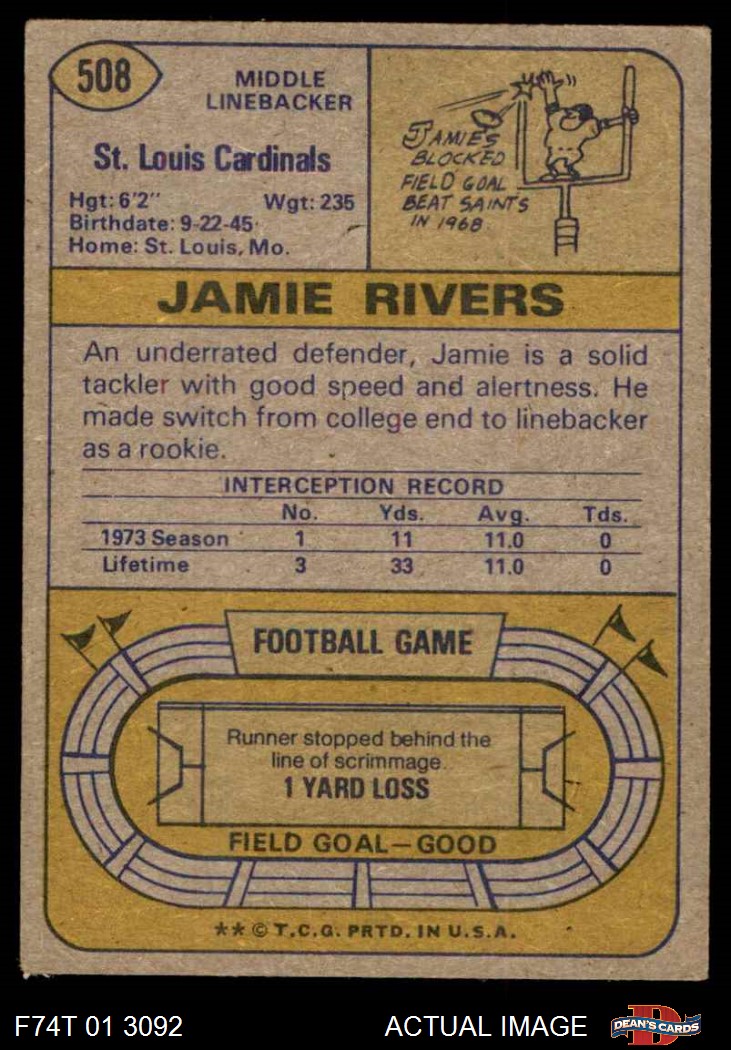 508
MIDDLE
LINEBACKER
St. Louis Cardinals
Hgt: 6'2" Wgt: 235
Birthdate: 9-22-45
Home: St. Louis, Mo.
JAMIE'S
BLOCKED
FIELD GOAL
BEAT SAINTS
IN 1968
JAMIE RIVERS
An underrated defender, Jamie is a solid
tackler with good speed and alertness. He
made switch from college end to linebacker
as a rookie.
INTERCEPTION RECORD
No. Yds. Avg. Tds.
1973 Season 1 11 11.0 0
Lifetime 3 33 11.0 0
FOOTBALL GAME
Runner stopped behind the
line of scrimmage.
1 YARD LOSS
FIELD GOAL—GOOD
** © T.C.G. PRTD. IN U.S.A.
F74T 01 3092 ACTUAL IMAGE D DEAN'S CARDS